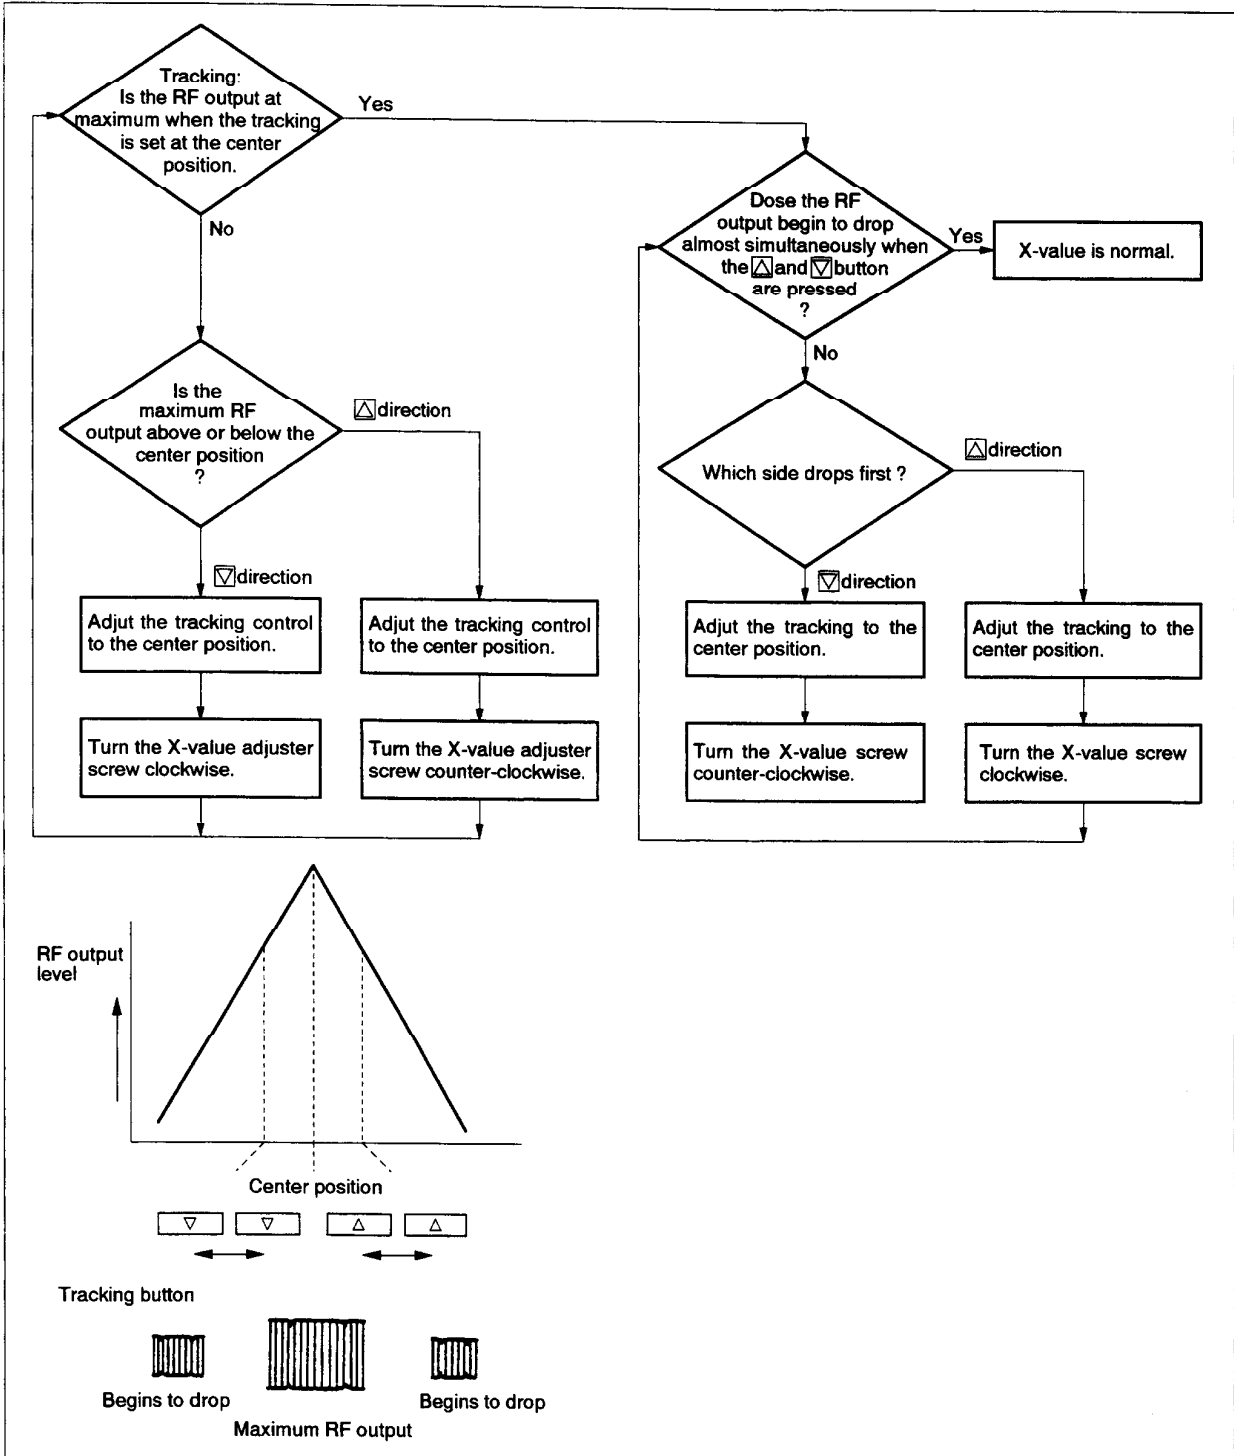 Tracking:
Is the RF output at
maximum when the tracking
is set at the center
position.
Yes
No
Dose the RF
output begin to drop
almost simultaneously when
the △ and ▽ button
are pressed
?
Yes
X-value is normal.
No
Is the
maximum RF
output above or below the
center position
?
△ direction
▽ direction
Which side drops first ?
△ direction
▽ direction
Adjut the tracking control
to the center position.
Adjut the tracking control
to the center position.
Adjut the tracking to the
center position.
Adjut the tracking to the
center position.
Turn the X-value adjuster
screw clockwise.
Turn the X-value adjuster
screw counter-clockwise.
Turn the X-value screw
counter-clockwise.
Turn the X-value screw
clockwise.
RF output
level
Center position
▽ ▽ △ △
Tracking button
Begins to drop
Maximum RF output
Begins to drop